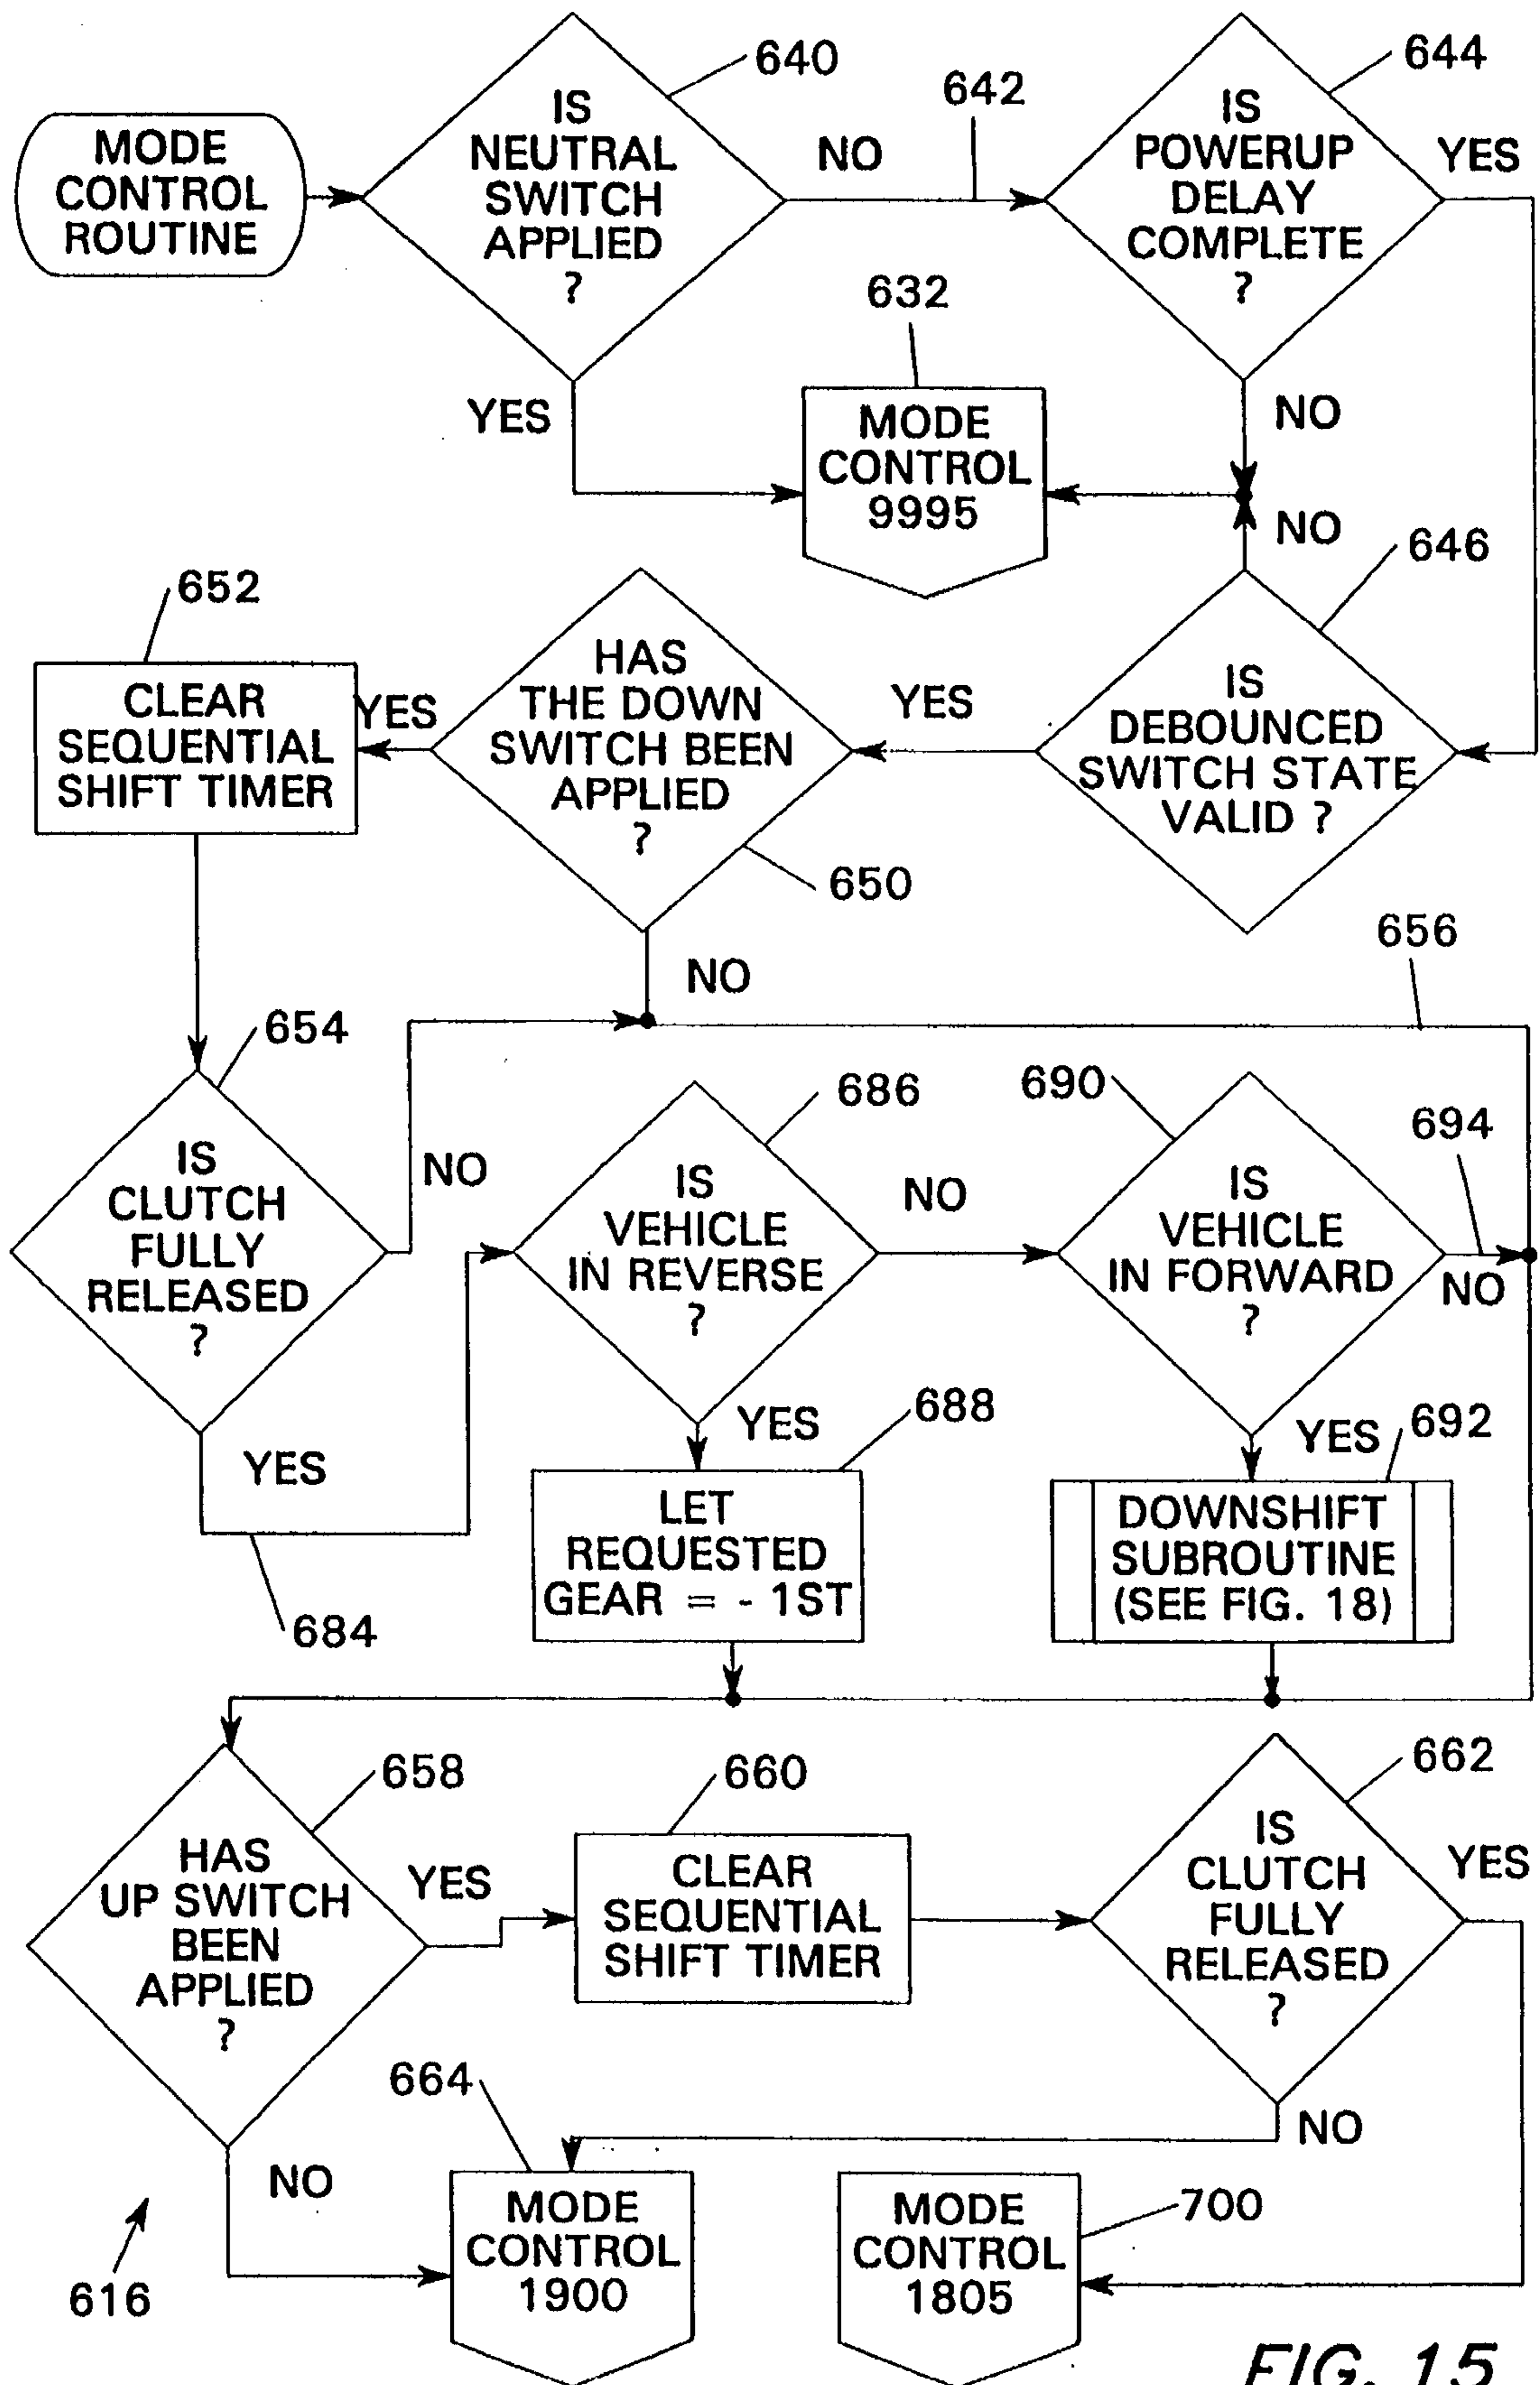 640
644
642
IS
NEUTRAL
SWITCH
APPLIED
?
IS
POWERUP
DELAY
COMPLETE
?
MODE
CONTROL
ROUTINE
NO
YES
632
YES
MODE
CONTROL
9995
NO
NO
646
652
HAS
THE DOWN
SWITCH BEEN
APPLIED
?
YES
IS
DEBOUNCED
SWITCH STATE
VALID ?
CLEAR
SEQUENTIAL
SHIFT TIMER
YES
650
656
NO
654
686
690
694
IS
CLUTCH
FULLY
RELEASED
?
NO
IS
VEHICLE
IN REVERSE
?
NO
IS
VEHICLE
IN FORWARD
?
NO
YES
684
YES
688
YES
692
LET
REQUESTED
GEAR = - 1ST
DOWNSHIFT
SUBROUTINE
(SEE FIG. 18)
658
660
662
HAS
UP SWITCH
BEEN
APPLIED
?
YES
CLEAR
SEQUENTIAL
SHIFT TIMER
IS
CLUTCH
FULLY
RELEASED
?
YES
664
NO
NO
MODE
CONTROL
1900
MODE
CONTROL
1805
700
616
FIG. 15